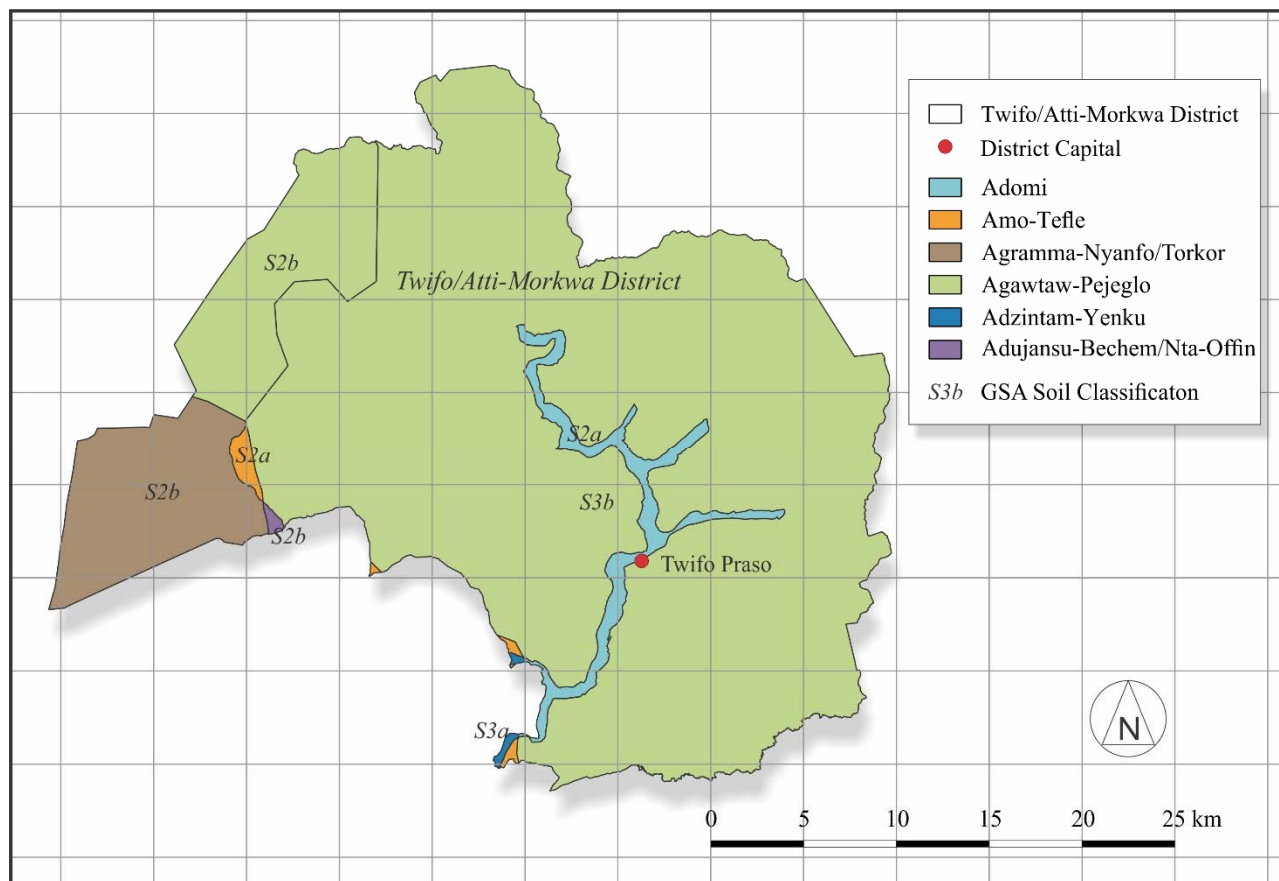 Twifo/Atti-Morkwa District
District Capital
Adomi
Amo-Tefle
Agramma-Nyanfo/Torkor
Agawtaw-Pejeglo
Adzintam-Yenku
Adujansu-Bechem/Nta-Offin
S3b GSA Soil Classificaton
S2b
Twifo/Atti-Morkwa District
S2a
S2a
S2b
S3b
S2b
Twifo Praso
S3a
N
0 5 10 15 20 25 km